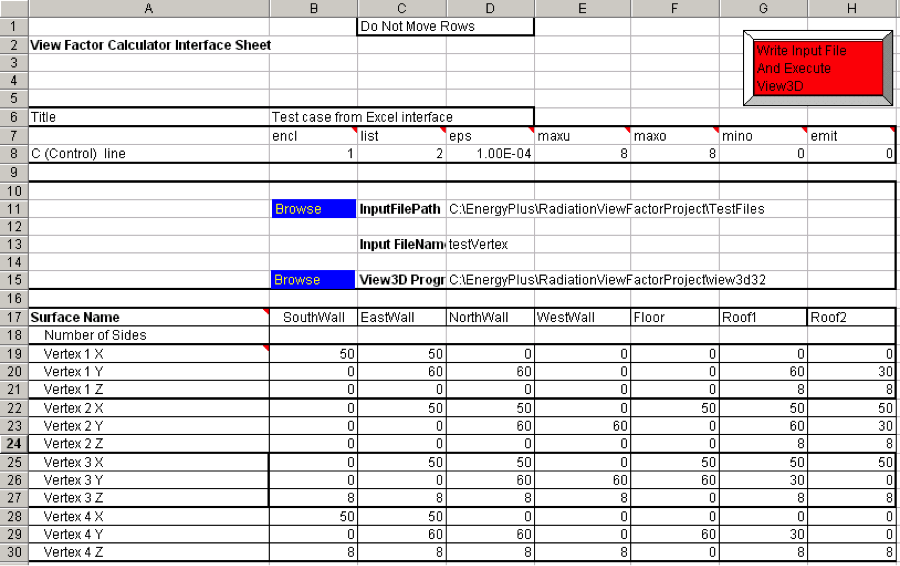 A B C D E F G H
1 Do Not Move Rows
2 View Factor Calculator Interface Sheet
Write Input File
3
And Execute
4
View3D
5
6 Title Test case from Excel interface
7 encl list eps maxu maxo mino emit
8 C (Control) line 1 2 1.00E-04 8 8 0 0
9
10
11 Browse InputFilePath C:\EnergyPlus\RadiationViewFactorProject\TestFiles
12
13 Input FileNam testVertex
14
15 Browse View3D Progr C:\EnergyPlus\RadiationViewFactorProject\view3d32
16
17 Surface Name SouthWall EastWall NorthWall WestWall Floor Roof1 Roof2
18 Number of Sides
19 Vertex 1 X 50 50 0 0 0 0 0
20 Vertex 1 Y 0 60 60 0 0 60 30
21 Vertex 1 Z 0 0 0 0 0 8 8
22 Vertex 2 X 0 50 50 0 50 50 50
23 Vertex 2 Y 0 0 60 60 0 60 30
24 Vertex 2 Z 0 0 0 0 0 8 8
25 Vertex 3 X 0 50 50 0 50 50 50
26 Vertex 3 Y 0 0 60 60 60 30 0
27 Vertex 3 Z 8 8 8 8 0 8 8
28 Vertex 4 X 50 50 0 0 0 0 0
29 Vertex 4 Y 0 60 60 0 60 30 0
30 Vertex 4 Z 8 8 8 8 0 8 8